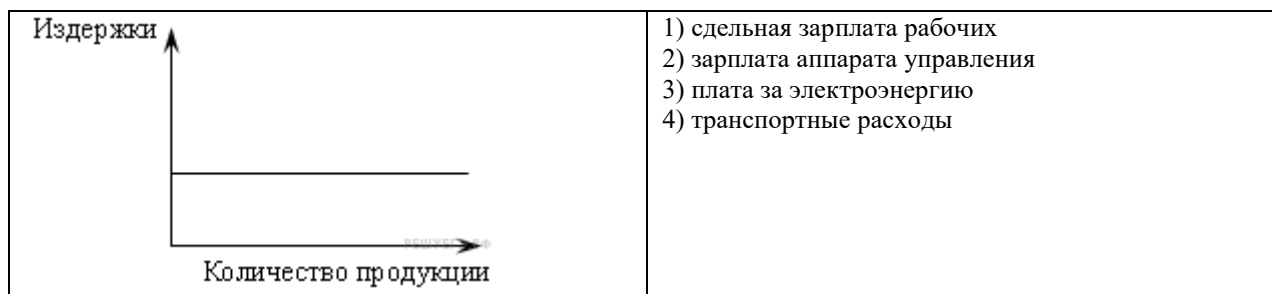 Издержки
Количество продукции
1) сдельная зарплата рабочих
2) зарплата аппарата управления
3) плата за электроэнергию
4) транспортные расходы